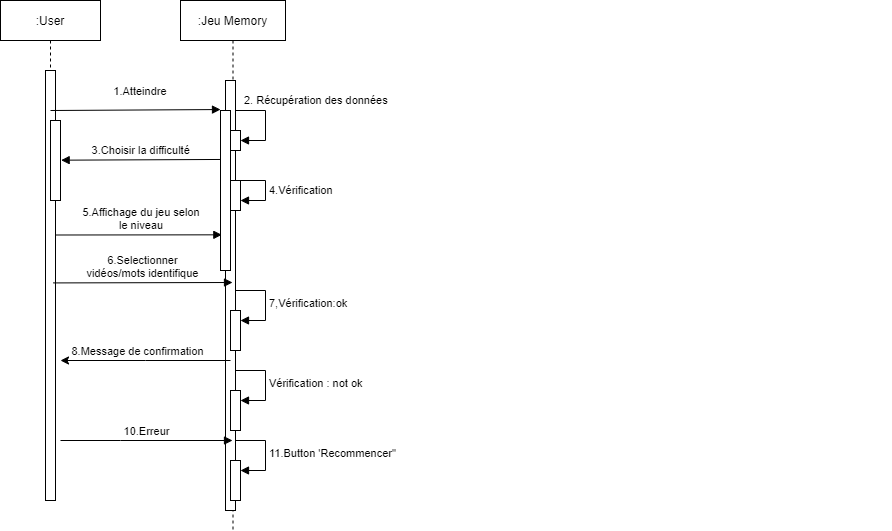 :User
:Jeu Memory
1.Atteindre
2. Récupération des données
3.Choisir la difficulté
4.Vérification
5.Affichage du jeu selon
le niveau
6.Selectionner
vidéos/mots identifique
7,Vérification:ok
8.Message de confirmation
Vérification : not ok
10.Erreur
11.Button 'Recommencer"